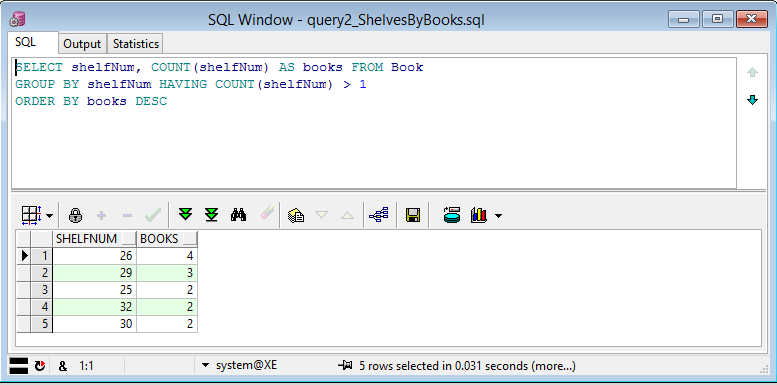 SQL Window - query2_ShelvesByBooks.sql
SQL Output Statistics
SELECT shelfNum, COUNT(shelfNum) AS books FROM Book
GROUP BY shelfNum HAVING COUNT(shelfNum) > 1
ORDER BY books DESC
SHELFNUM BOOKS
1 26 4
2 29 3
3 25 2
4 32 2
5 30 2
& 1:1 system@XE 5 rows selected in 0.031 seconds (more...)